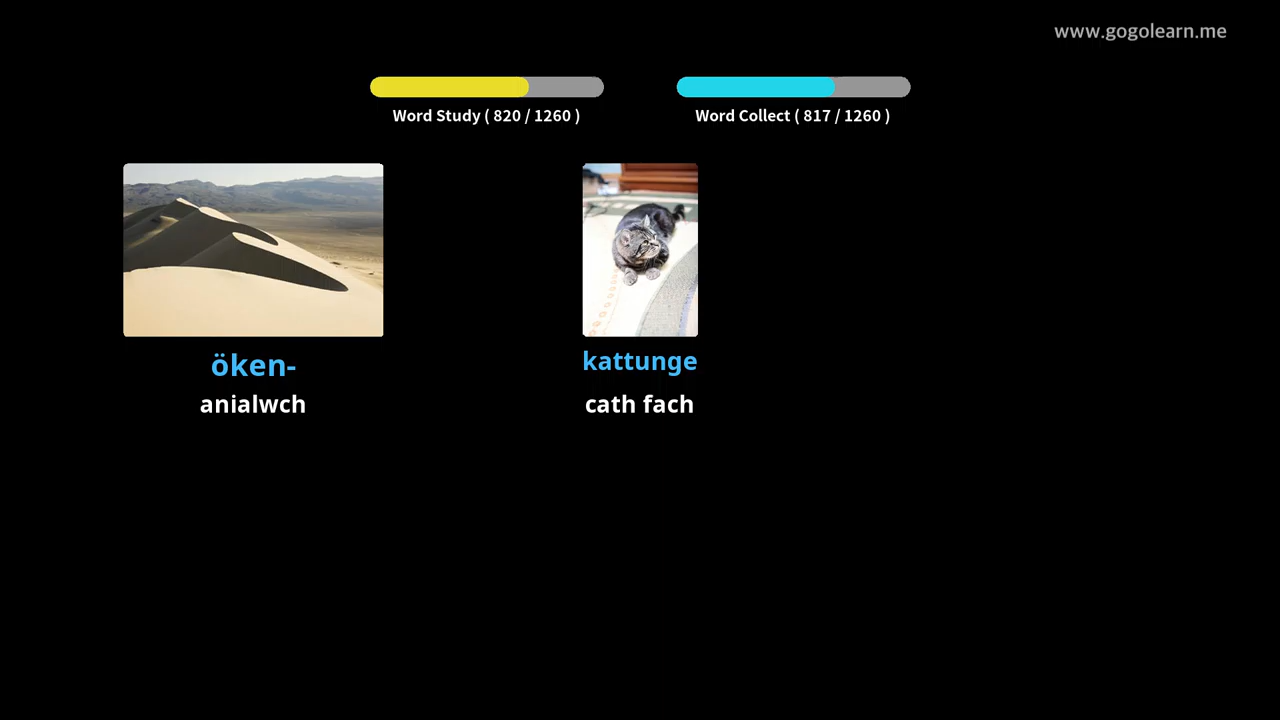 www.gogolearn.me
Word Study ( 820 / 1260 )
Word Collect ( 817 / 1260 )
öken-
anialwch
kattunge
cath fach